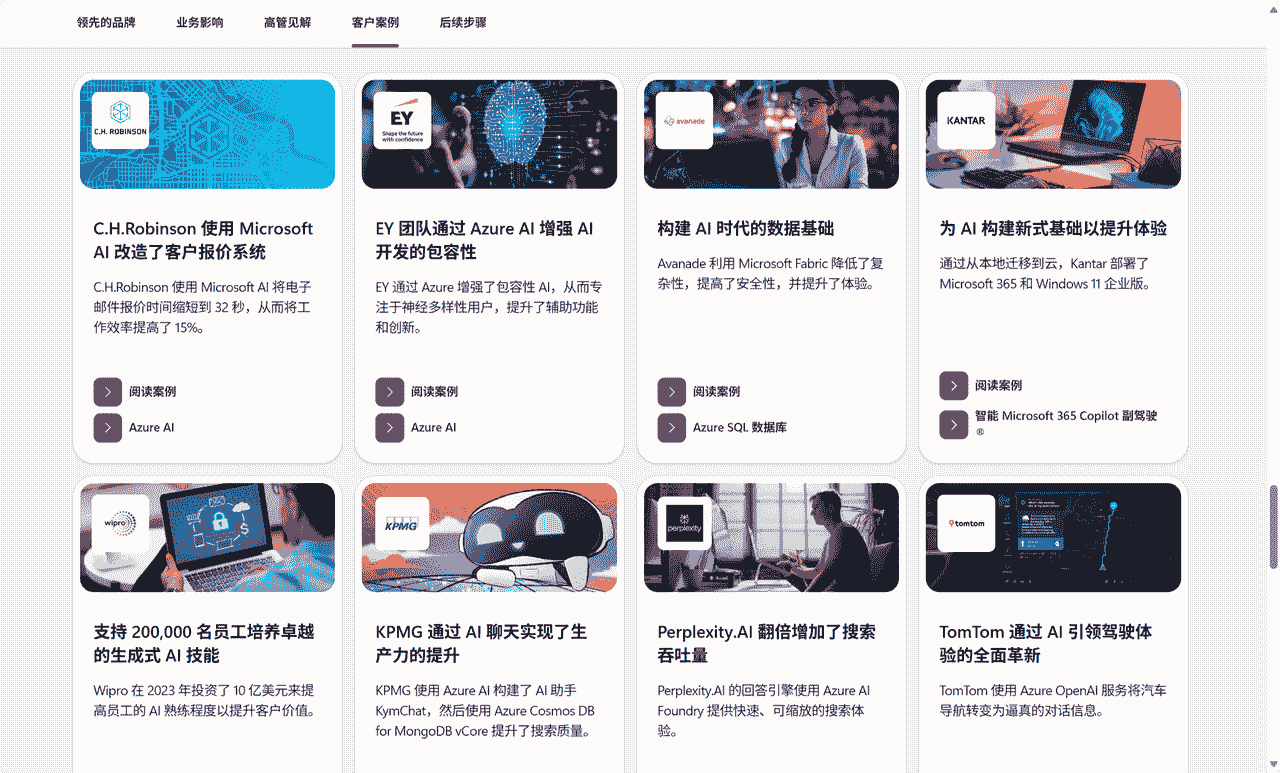 领先的品牌
业务影响
高管见解
客户案例
后续步骤
C.H. ROBINSON
C.H.Robinson 使用 Microsoft
AI 改造了客户报价系统
C.H.Robinson 使用 Microsoft AI 将电子
邮件报价时间缩短到 32 秒，从而将工
作效率提高了 15%。
阅读案例
Azure AI
EY
Shape the future
with confidence
EY 团队通过 Azure AI 增强 AI
开发的包容性
EY 通过 Azure 增强了包容性 AI，从而专
注于神经多样性用户，提升了辅助功能
和创新。
阅读案例
Azure AI
avanade
构建 AI 时代的数据基础
Avanade 利用 Microsoft Fabric 降低了复
杂性，提高了安全性，并提升了体验。
阅读案例
Azure SQL 数据库
KANTAR
为 AI 构建新式基础以提升体验
通过从本地迁移到云，Kantar 部署了
Microsoft 365 和 Windows 11 企业版。
阅读案例
智能 Microsoft 365 Copilot 副驾驶
®
wipro
支持 200,000 名员工培养卓越
的生成式 AI 技能
Wipro 在 2023 年投资了 10 亿美元来提
高员工的 AI 熟练程度以提升客户价值。
KPMG
KPMG 通过 AI 聊天实现了生
产力的提升
KPMG 使用 Azure AI 构建了 AI 助手
KymChat，然后使用 Azure Cosmos DB
for MongoDB vCore 提升了搜索质量。
perplexity
Perplexity.AI 翻倍增加了搜索
吞吐量
Perplexity.AI 的回答引擎使用 Azure AI
Foundry 提供快速、可缩放的搜索体
验。
tomtom
TomTom 通过 AI 引领驾驶体
验的全面革新
TomTom 使用 Azure OpenAI 服务将汽车
导航转变为逼真的对话信息。